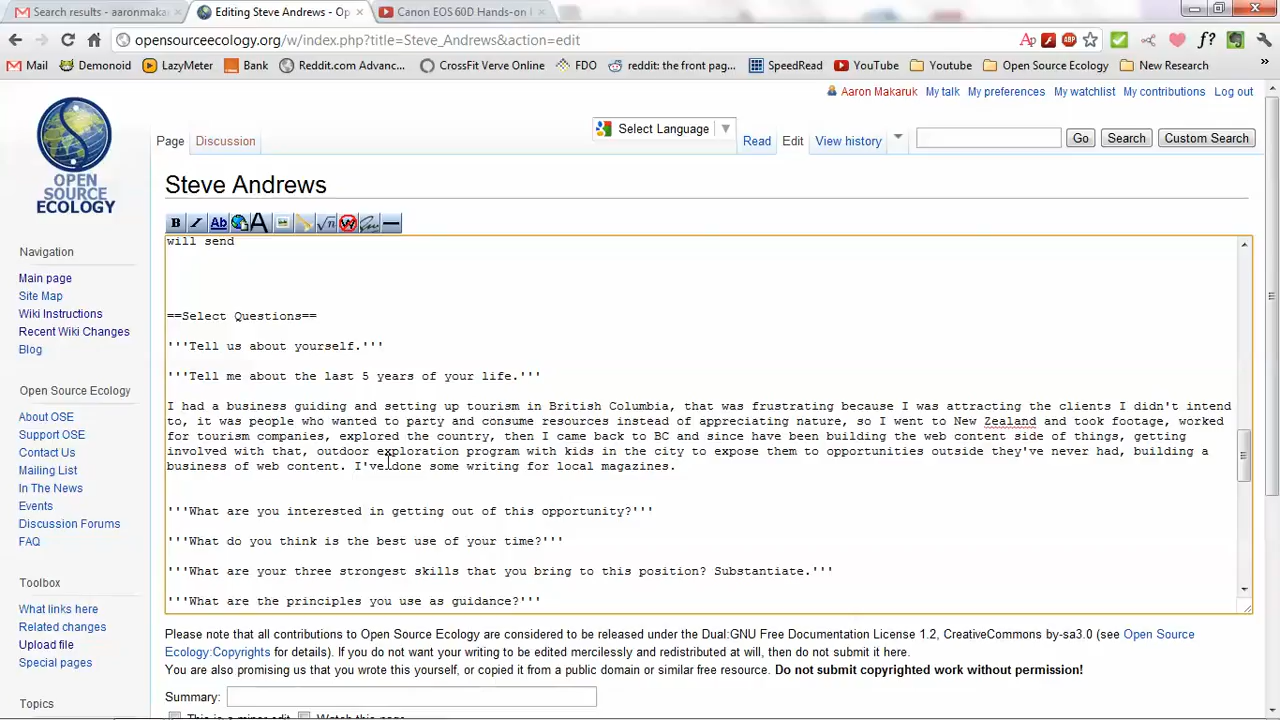 Search results - aaronmaka
Editing Steve Andrews - Op
Canon EOS 60D Hands-on
opensourceecology.org/w/index.php?title=Steve_Andrews&action=edit
Mail Demonoid LazyMeter Bank Reddit.com Advanc... CrossFit Verve Online FDO reddit: the front pag... SpeedRead YouTube Youtube Open Source Ecology New Research
Aaron Makaruk My talk My preferences My watchlist My contributions Log out
Select Language
Page Discussion Read Edit View history Go Search Custom Search
OPEN
SOURCE
ECOLOGY
Steve Andrews
will send
==Select Questions==
'''Tell us about yourself.'''
'''Tell me about the last 5 years of your life.'''
I had a business guiding and setting up tourism in British Columbia, that was frustrating because I was attracting the clients I didn't intend
to, it was people who wanted to party and consume resources instead of appreciating nature, so I went to New Zealand and took footage, worked
for tourism companies, explored the country, then I came back to BC and since have been building the web content side of things, getting
involved with that, outdoor exploration program with kids in the city to expose them to opportunities outside they've never had, building a
business of web content. I've done some writing for local magazines.
'''What are you interested in getting out of this opportunity?'''
'''What do you think is the best use of your time?'''
'''What are your three strongest skills that you bring to this position? Substantiate.'''
'''What are the principles you use as guidance?'''
Navigation
Main page
Site Map
Wiki Instructions
Recent Wiki Changes
Blog
Open Source Ecology
About OSE
Support OSE
Contact Us
Mailing List
In The News
Events
Discussion Forums
FAQ
Toolbox
What links here
Related changes
Upload file
Special pages
Topics
Please note that all contributions to Open Source Ecology are considered to be released under the Dual:GNU Free Documentation License 1.2, CreativeCommons by-sa3.0 (see Open Source
Ecology:Copyrights for details). If you do not want your writing to be edited mercilessly and redistributed at will, then do not submit it here.
You are also promising us that you wrote this yourself, or copied it from a public domain or similar free resource. Do not submit copyrighted work without permission!
Summary:
This is a minor edit Watch this page